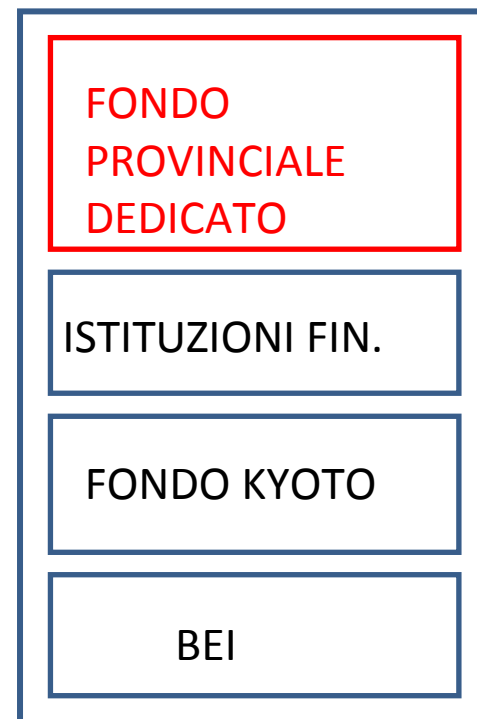 FONDO
PROVINCIALE
DEDICATO
ISTITUZIONI FIN.
FONDO KYOTO
BEI